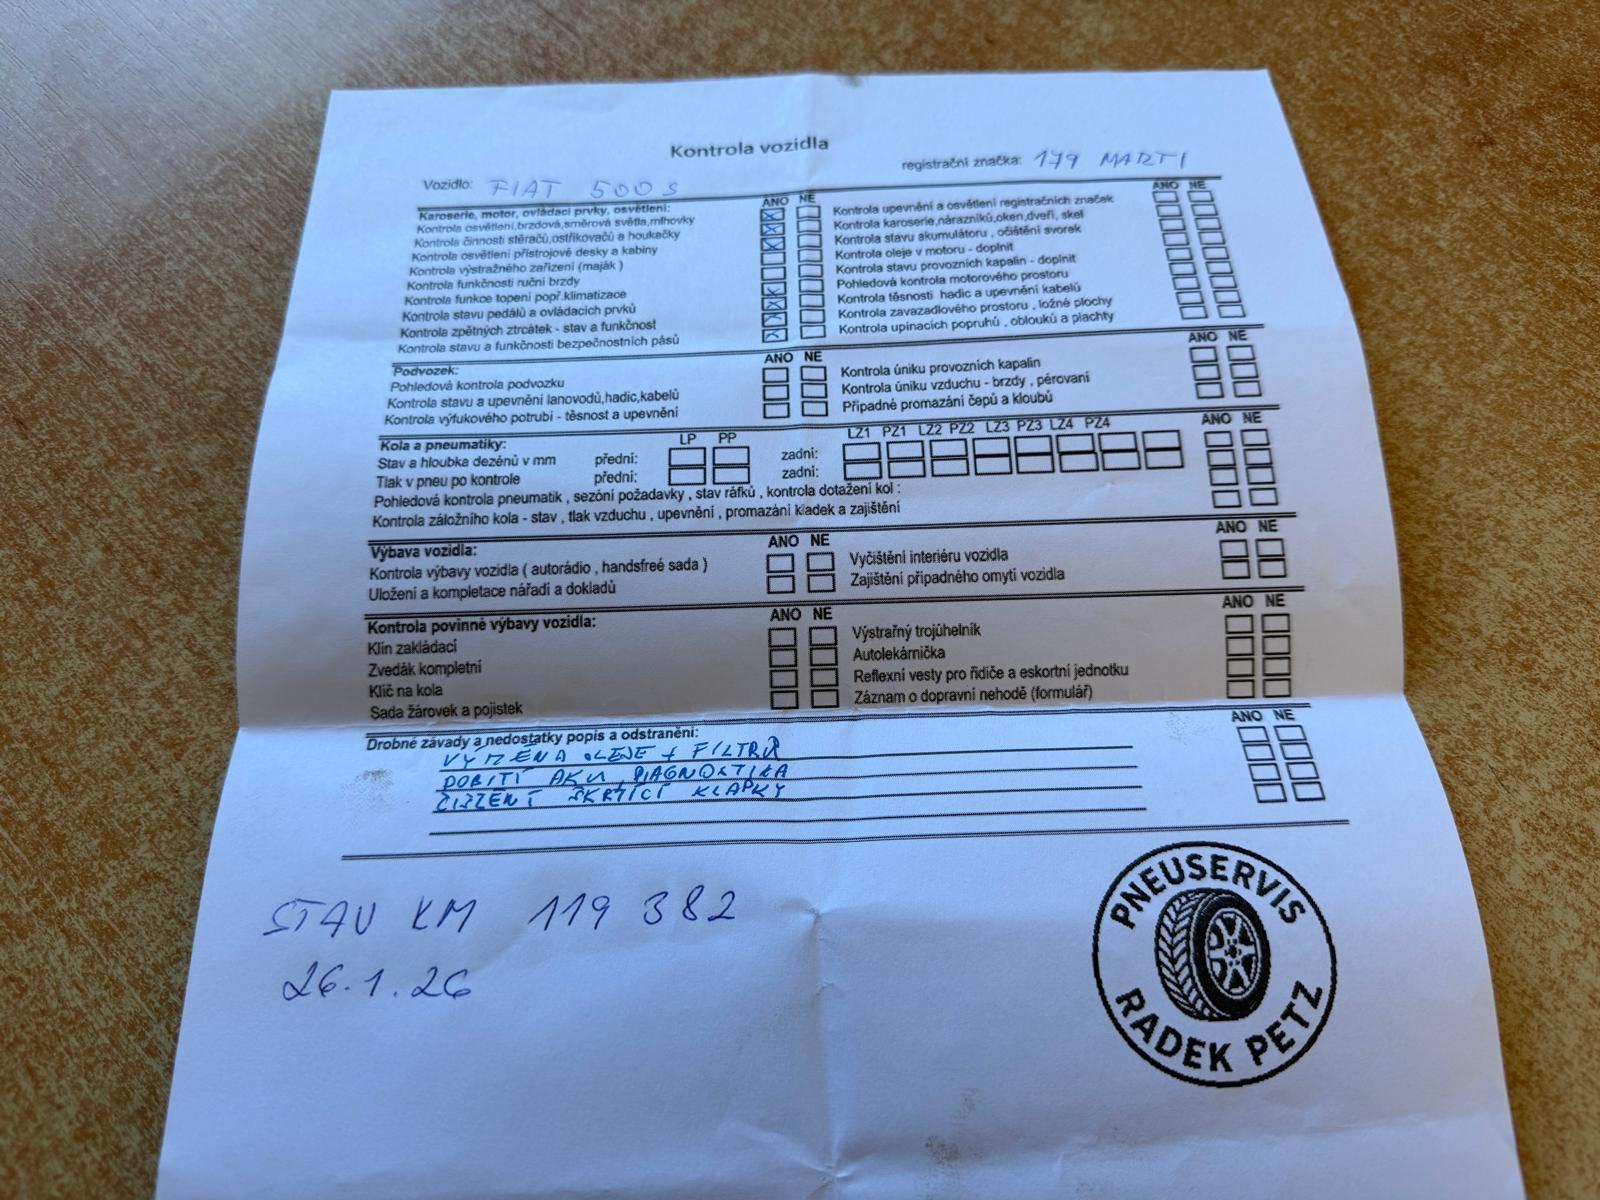 Kontrola vozidla
Vozidlo: FIAT 500S registrační značka: 179 MARTI
Karoserie, motor, ovládací prvky, osvětlení: ANO NE
Kontrola osvětlení,brzdová,směrová světla,mlhovky
Kontrola činnosti stěračů,ostřikovačů a houkačky
Kontrola osvětlení přístrojové desky a kabiny
Kontrola výstražného zařízení (maják )
Kontrola funkčnosti ruční brzdy
Kontrola funkce topení popř.klimatizace
Kontrola stavu pedálů a ovládacích prvků
Kontrola zpětných ztrcátek - stav a funkčnost
Kontrola stavu a funkčnosti bezpečnostních pásů
ANO NE
Kontrola upevnění a osvětlení registračních značek
Kontrola karoserie,nárazníků,oken,dveří, skel
Kontrola stavu akumulátoru , očištění svorek
Kontrola oleje v motoru - doplnit
Kontrola stavu provozních kapalin - doplnit
Pohledová kontrola motorového prostoru
Kontrola těsnosti hadic a upevnění kabelů
Kontrola zavazadlového prostoru , ložné plochy
Kontrola upínacích popruhů , oblouků a plachty
Podvozek: ANO NE
Pohledová kontrola podvozku
Kontrola stavu a upevnění lanovodů,hadic,kabelů
Kontrola výfukového potrubí - těsnost a upevnění
ANO NE
Kontrola úniku provozních kapalin
Kontrola úniku vzduchu - brzdy , pérovaní
Případné promazání čepů a kloubů
Kola a pneumatiky: LP PP LZ1 PZ1 LZ2 PZ2 LZ3 PZ3 LZ4 PZ4 ANO NE
Stav a hloubka dezénů v mm přední: zadní:
Tlak v pneu po kontrole přední: zadní:
Pohledová kontrola pneumatik , sezóní požadavky , stav ráfků , kontrola dotažení kol :
Kontrola záložního kola - stav , tlak vzduchu , upevnění , promazání kladek a zajištění
Výbava vozidla: ANO NE
Kontrola výbavy vozidla ( autorádio , handsfreé sada )
Uložení a kompletace nářadí a dokladů
ANO NE
Vyčištění interiéru vozidla
Zajištění případného omytí vozidla
Kontrola povinné výbavy vozidla: ANO NE
Klín zakládací
Zvedák kompletní
Klíč na kola
Sada žárovek a pojistek
ANO NE
Výstrařný trojúhelník
Autolekárnička
Reflexní vesty pro řidiče a eskortní jednotku
Záznam o dopravní nehodě (formulář)
Drobné závady a nedostatky popis a odstranění: ANO NE
VÝMĚNA OLEJE + FILTRŮ
DOBITÍ AKU, DIAGNOSTIKA
ČIŠTĚNÍ ŠKRTÍCÍ KLAPKY
STAV KM 119 382
26.1.26
PNEUSERVIS
RADEK PETZ